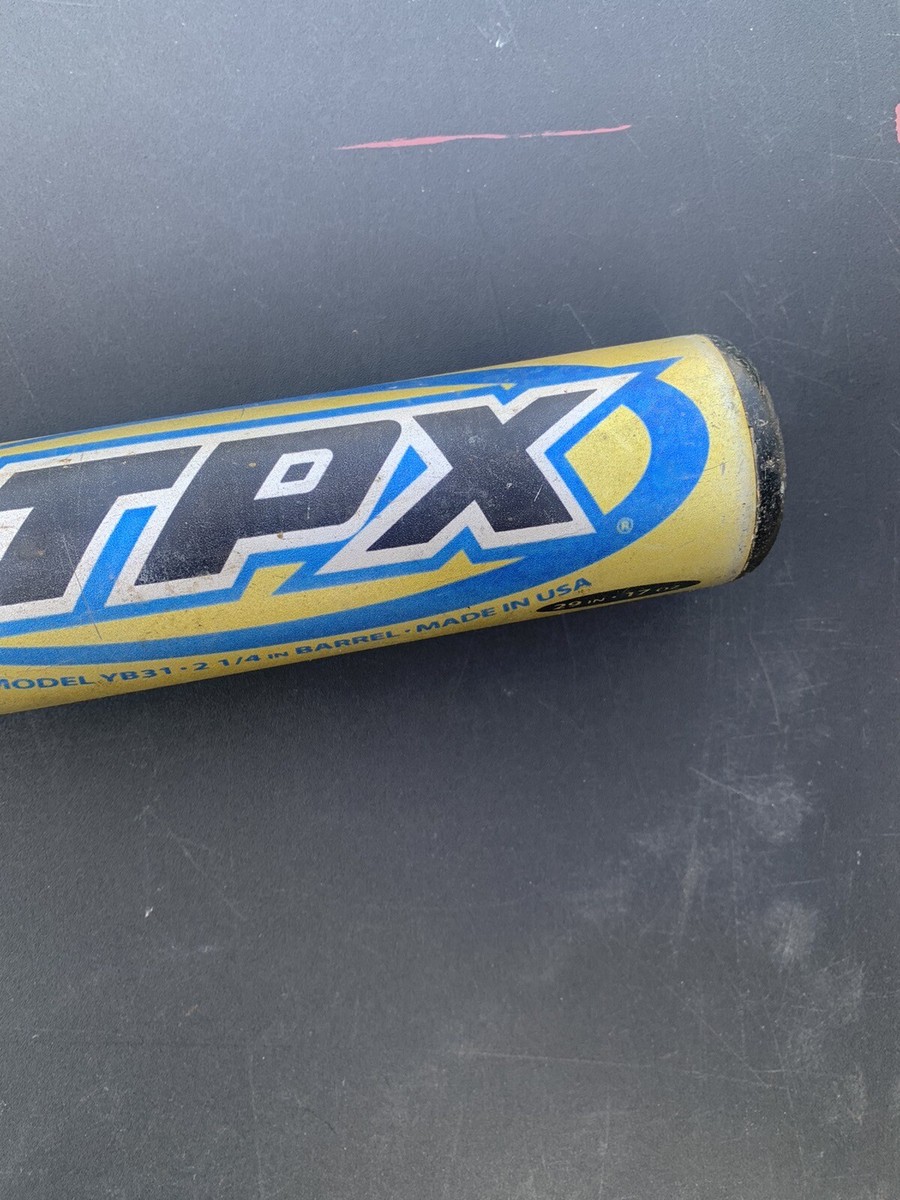 TPX®
MODEL YB31 • 2 1/4 IN BARREL • MADE IN USA
29 IN • 17 OZ